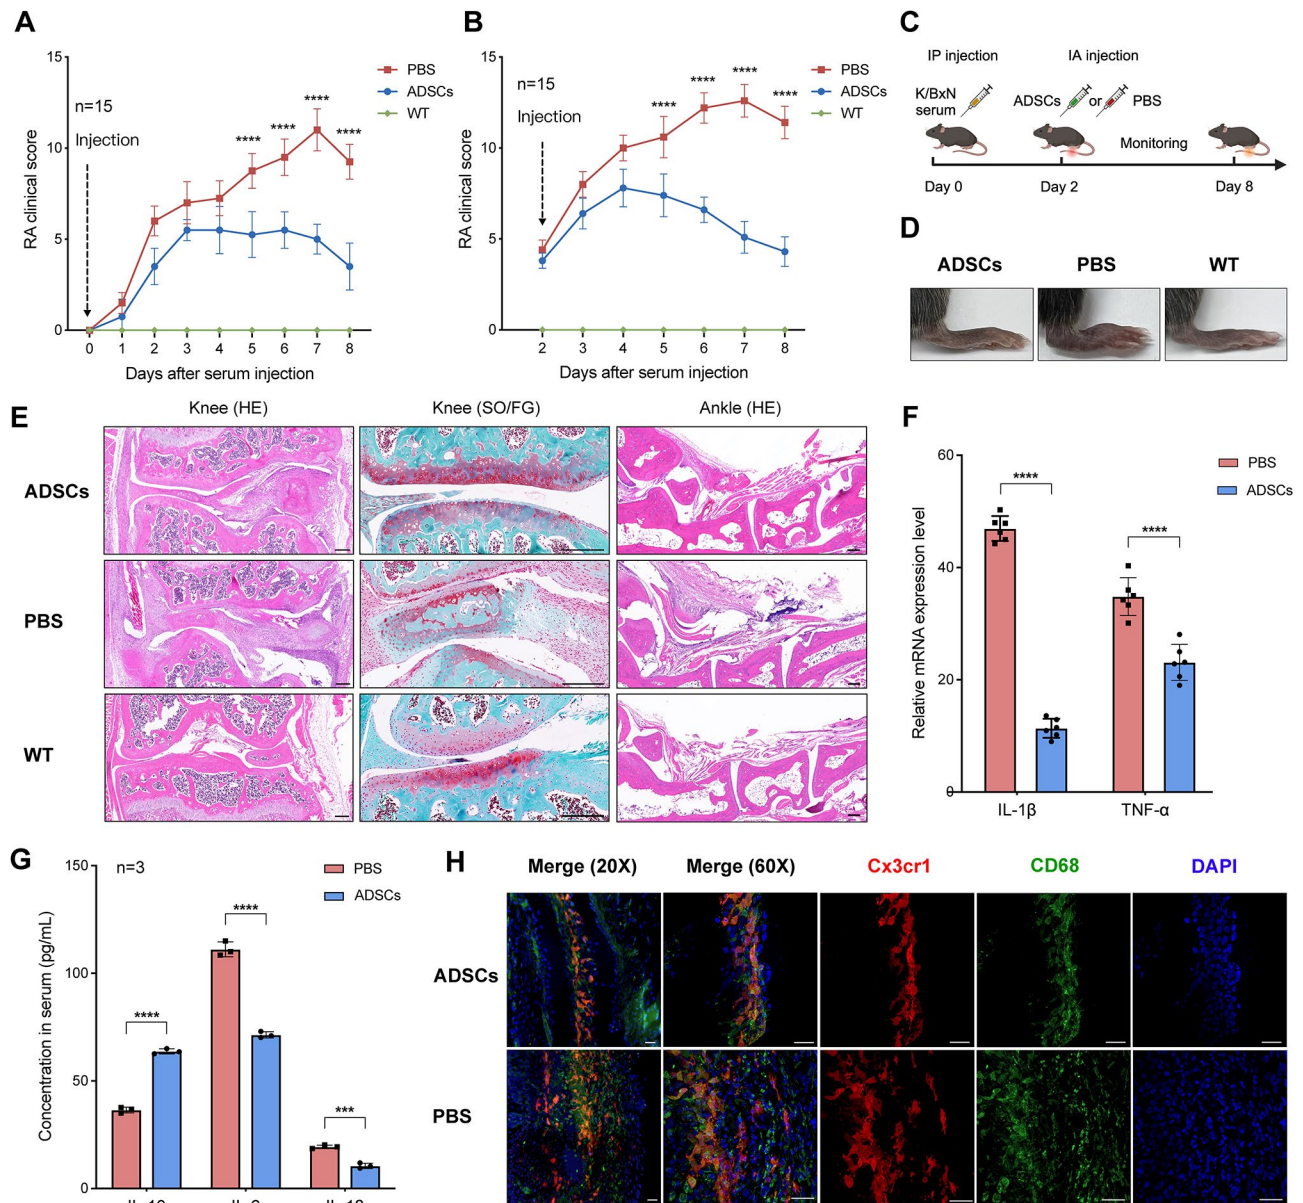 A
15
10
5
0
RA clinical score
n=15
Injection
****
****
****
****
PBS
ADSCs
WT
0 1 2 3 4 5 6 7 8
Days after serum injection
B
15
10
5
0
RA clinical score
n=15
Injection
****
****
****
****
PBS
ADSCs
WT
2 3 4 5 6 7 8
Days after serum injection
C
IP injection IA injection
K/BxN
serum
ADSCs or PBS
Monitoring
Day 0 Day 2 Day 8
D
ADSCs PBS WT
E
Knee (HE) Knee (SO/FG) Ankle (HE)
ADSCs
PBS
WT
F
60
40
20
0
Relative mRNA expression level
****
****
PBS
ADSCs
IL-1β TNF-α
G
150
100
50
0
Concentration in serum (pg/mL)
n=3
****
****
***
PBS
ADSCs
H
Merge (20X) Merge (60X) Cx3cr1 CD68 DAPI
ADSCs
PBS